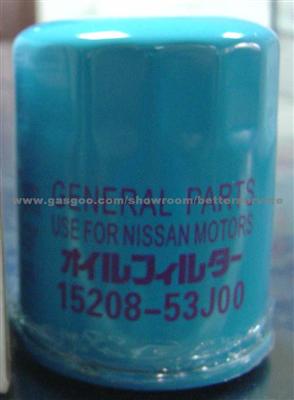 GENERAL PARTS
www.gasgoo.com/showroom/betterservice
USE FOR NISSAN MOTORS
オイルフィルター
15208-53J00